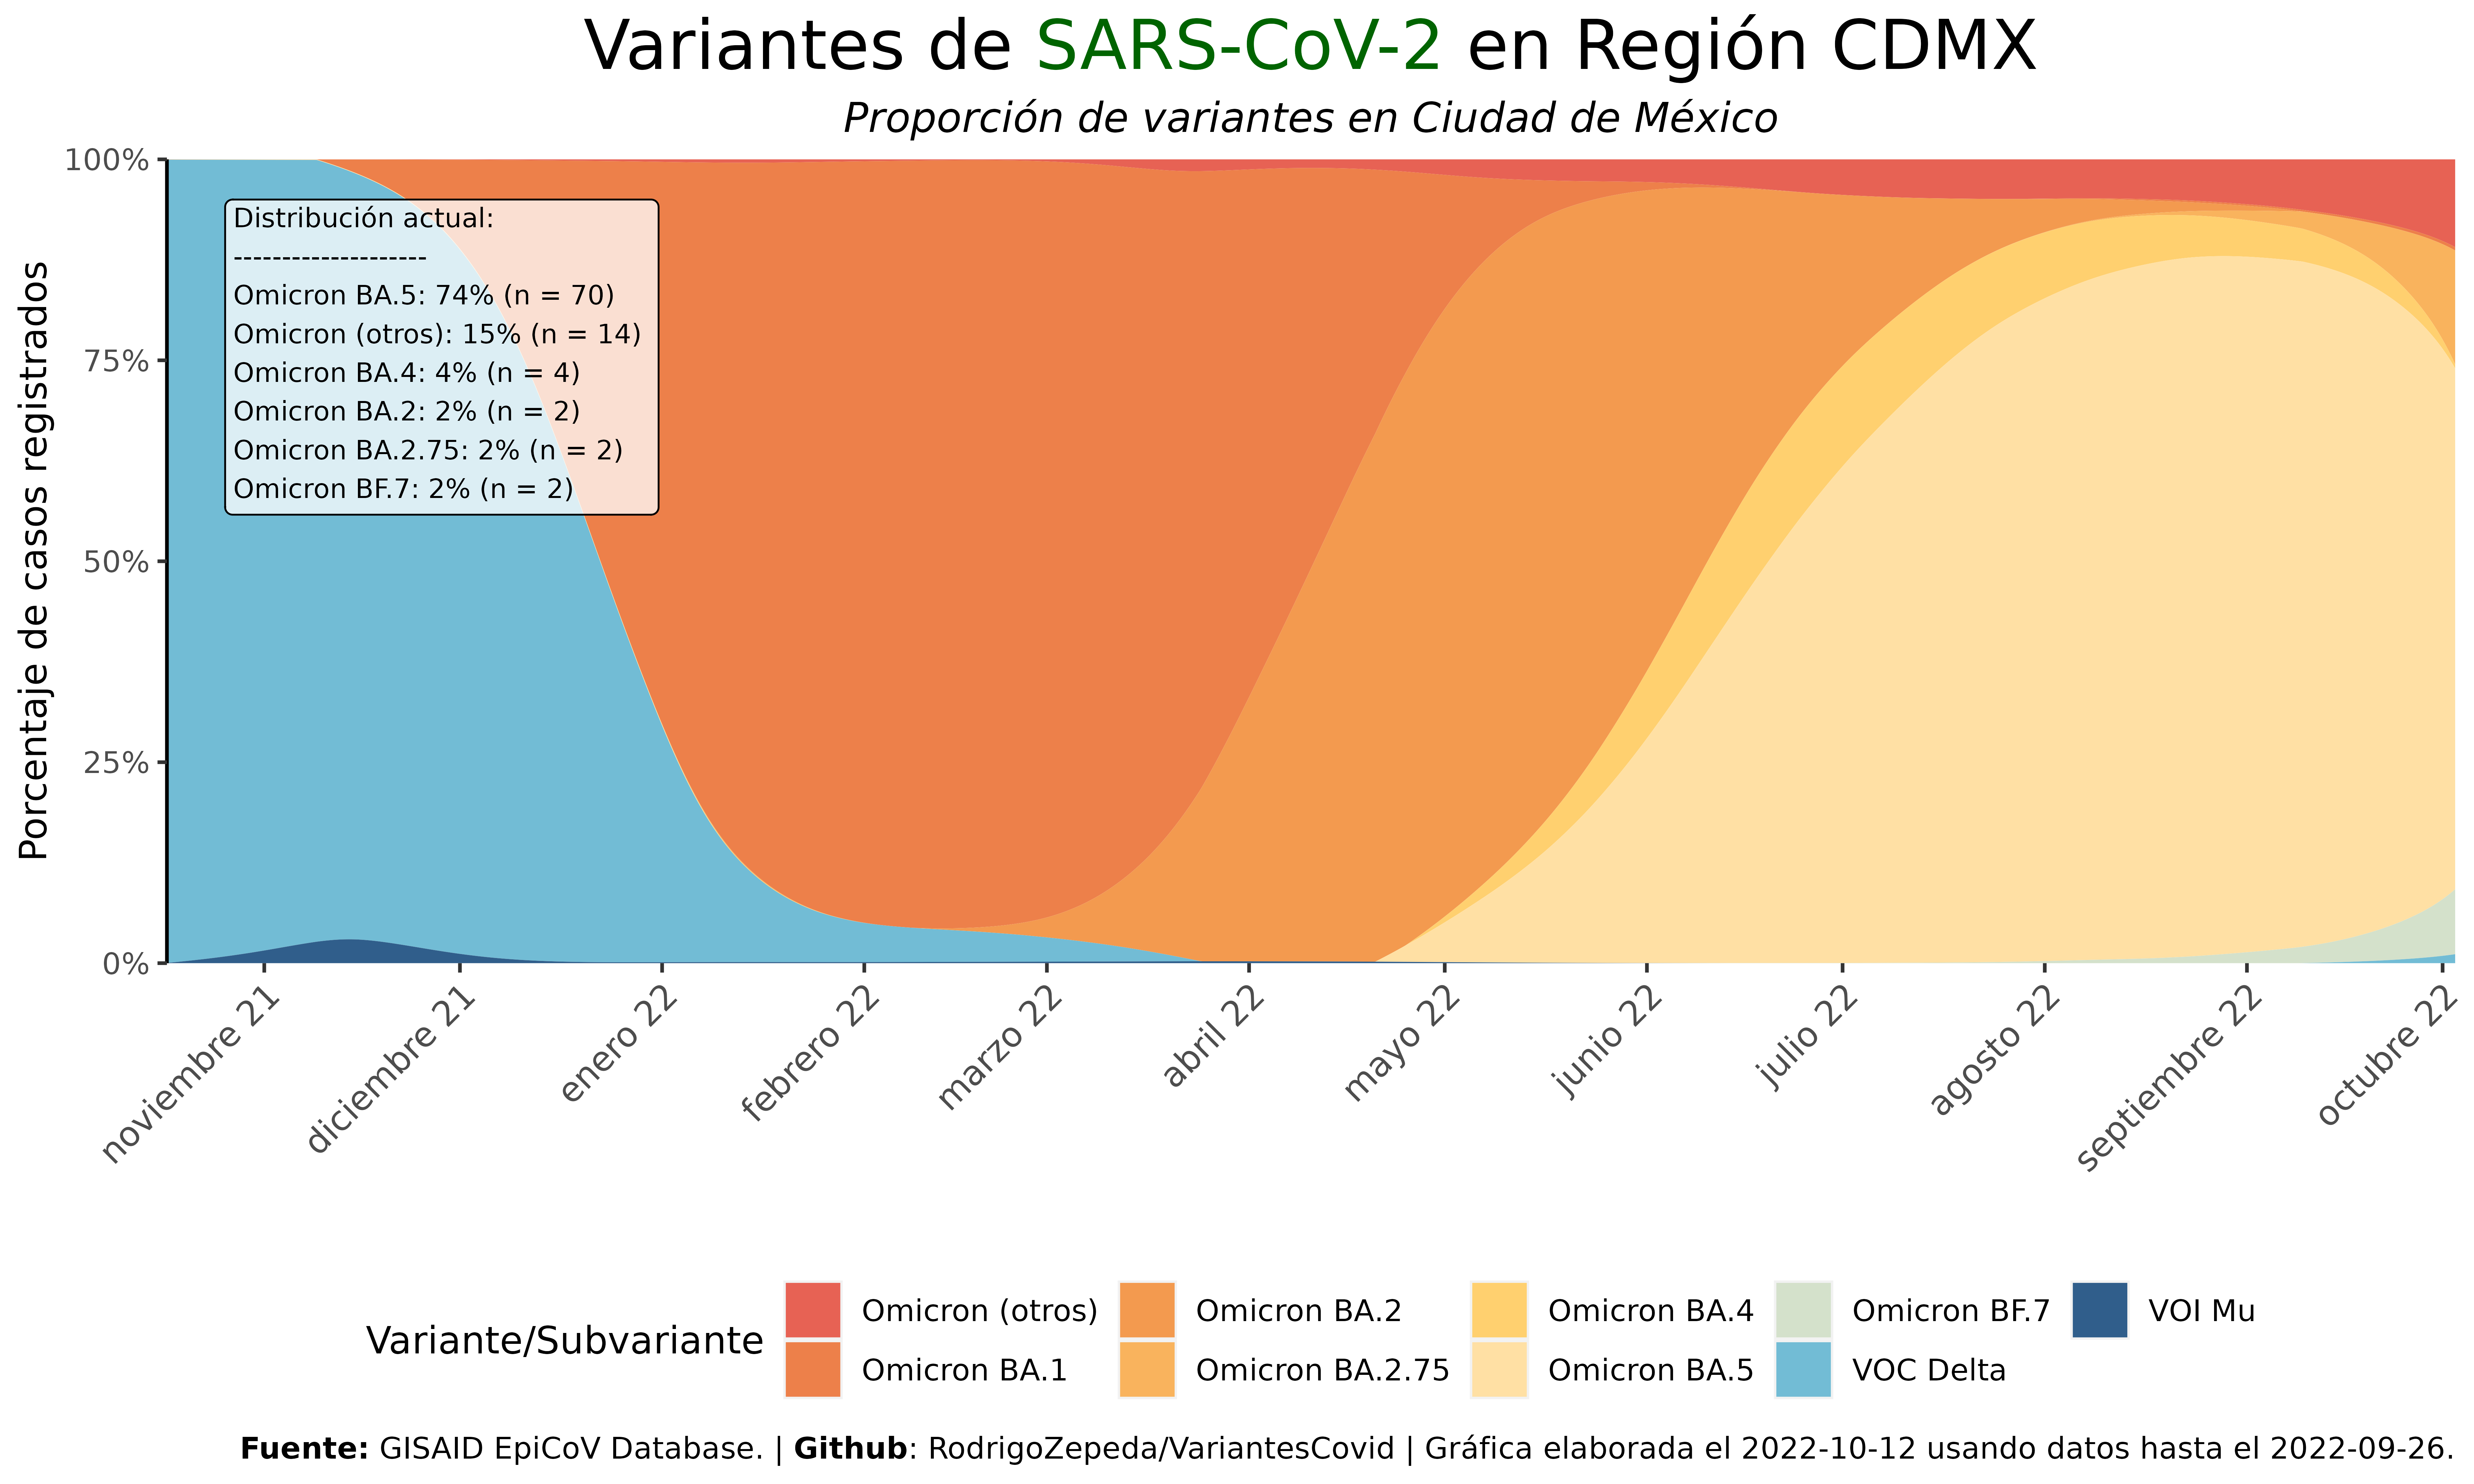 Variantes de SARS-CoV-2 en Región CDMX
Proporción de variantes en Ciudad de México
Porcentaje de casos registrados
100%
75%
50%
25%
0%
Distribución actual:
--------------------
Omicron BA.5: 74% (n = 70)
Omicron (otros): 15% (n = 14)
Omicron BA.4: 4% (n = 4)
Omicron BA.2: 2% (n = 2)
Omicron BA.2.75: 2% (n = 2)
Omicron BF.7: 2% (n = 2)
noviembre 21
diciembre 21
enero 22
febrero 22
marzo 22
abril 22
mayo 22
junio 22
julio 22
agosto 22
septiembre 22
octubre 22
Variante/Subvariante
Omicron (otros)
Omicron BA.1
Omicron BA.2
Omicron BA.2.75
Omicron BA.4
Omicron BA.5
Omicron BF.7
VOC Delta
VOI Mu
Fuente: GISAID EpiCoV Database. | Github: RodrigoZepeda/VariantesCovid | Gráfica elaborada el 2022-10-12 usando datos hasta el 2022-09-26.